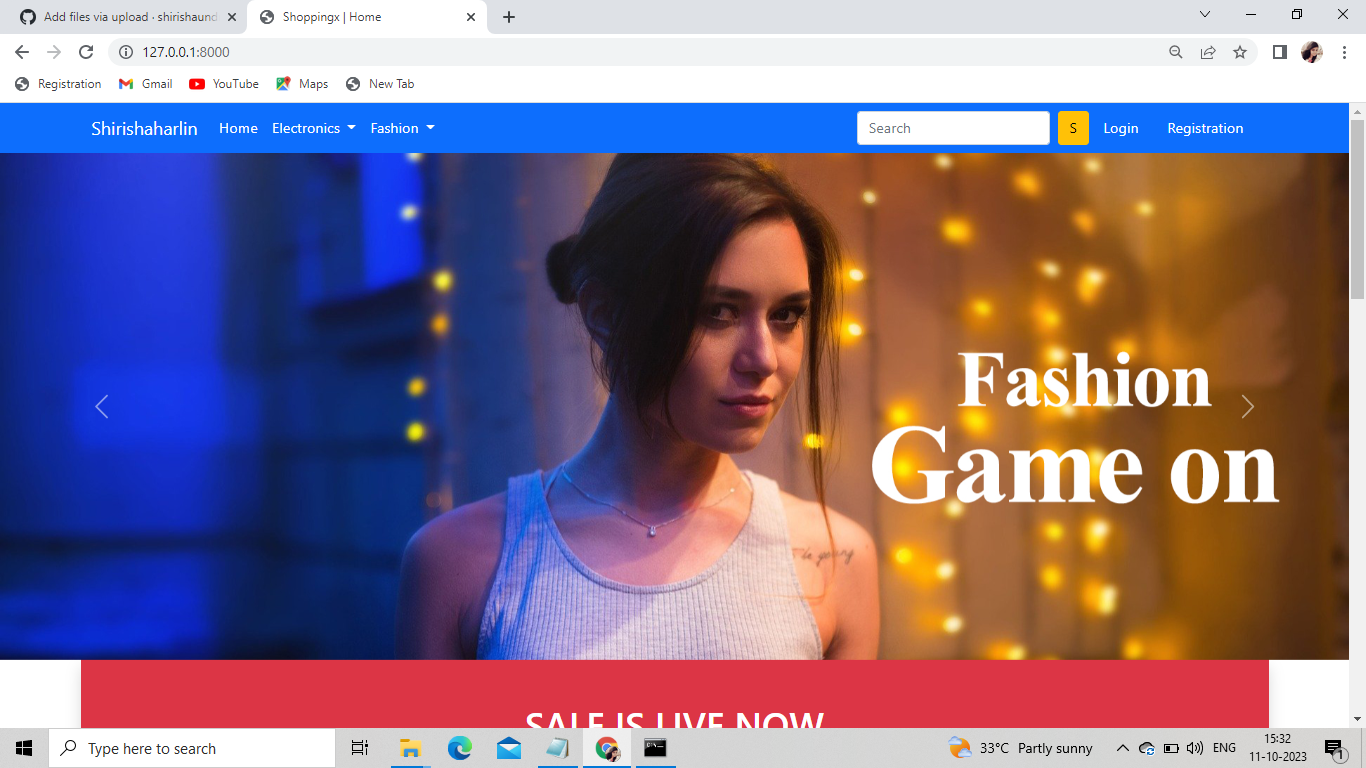 Add files via upload · shirishaund
Shoppingx | Home
127.0.0.1:8000
Registration
Gmail
YouTube
Maps
New Tab
Shirishaharlin
Home
Electronics
Fashion
Search
S
Login
Registration
Fashion
Game on
SALE IS LIVE NOW
Type here to search
33°C Partly sunny
ENG
15:32
11-10-2023
1